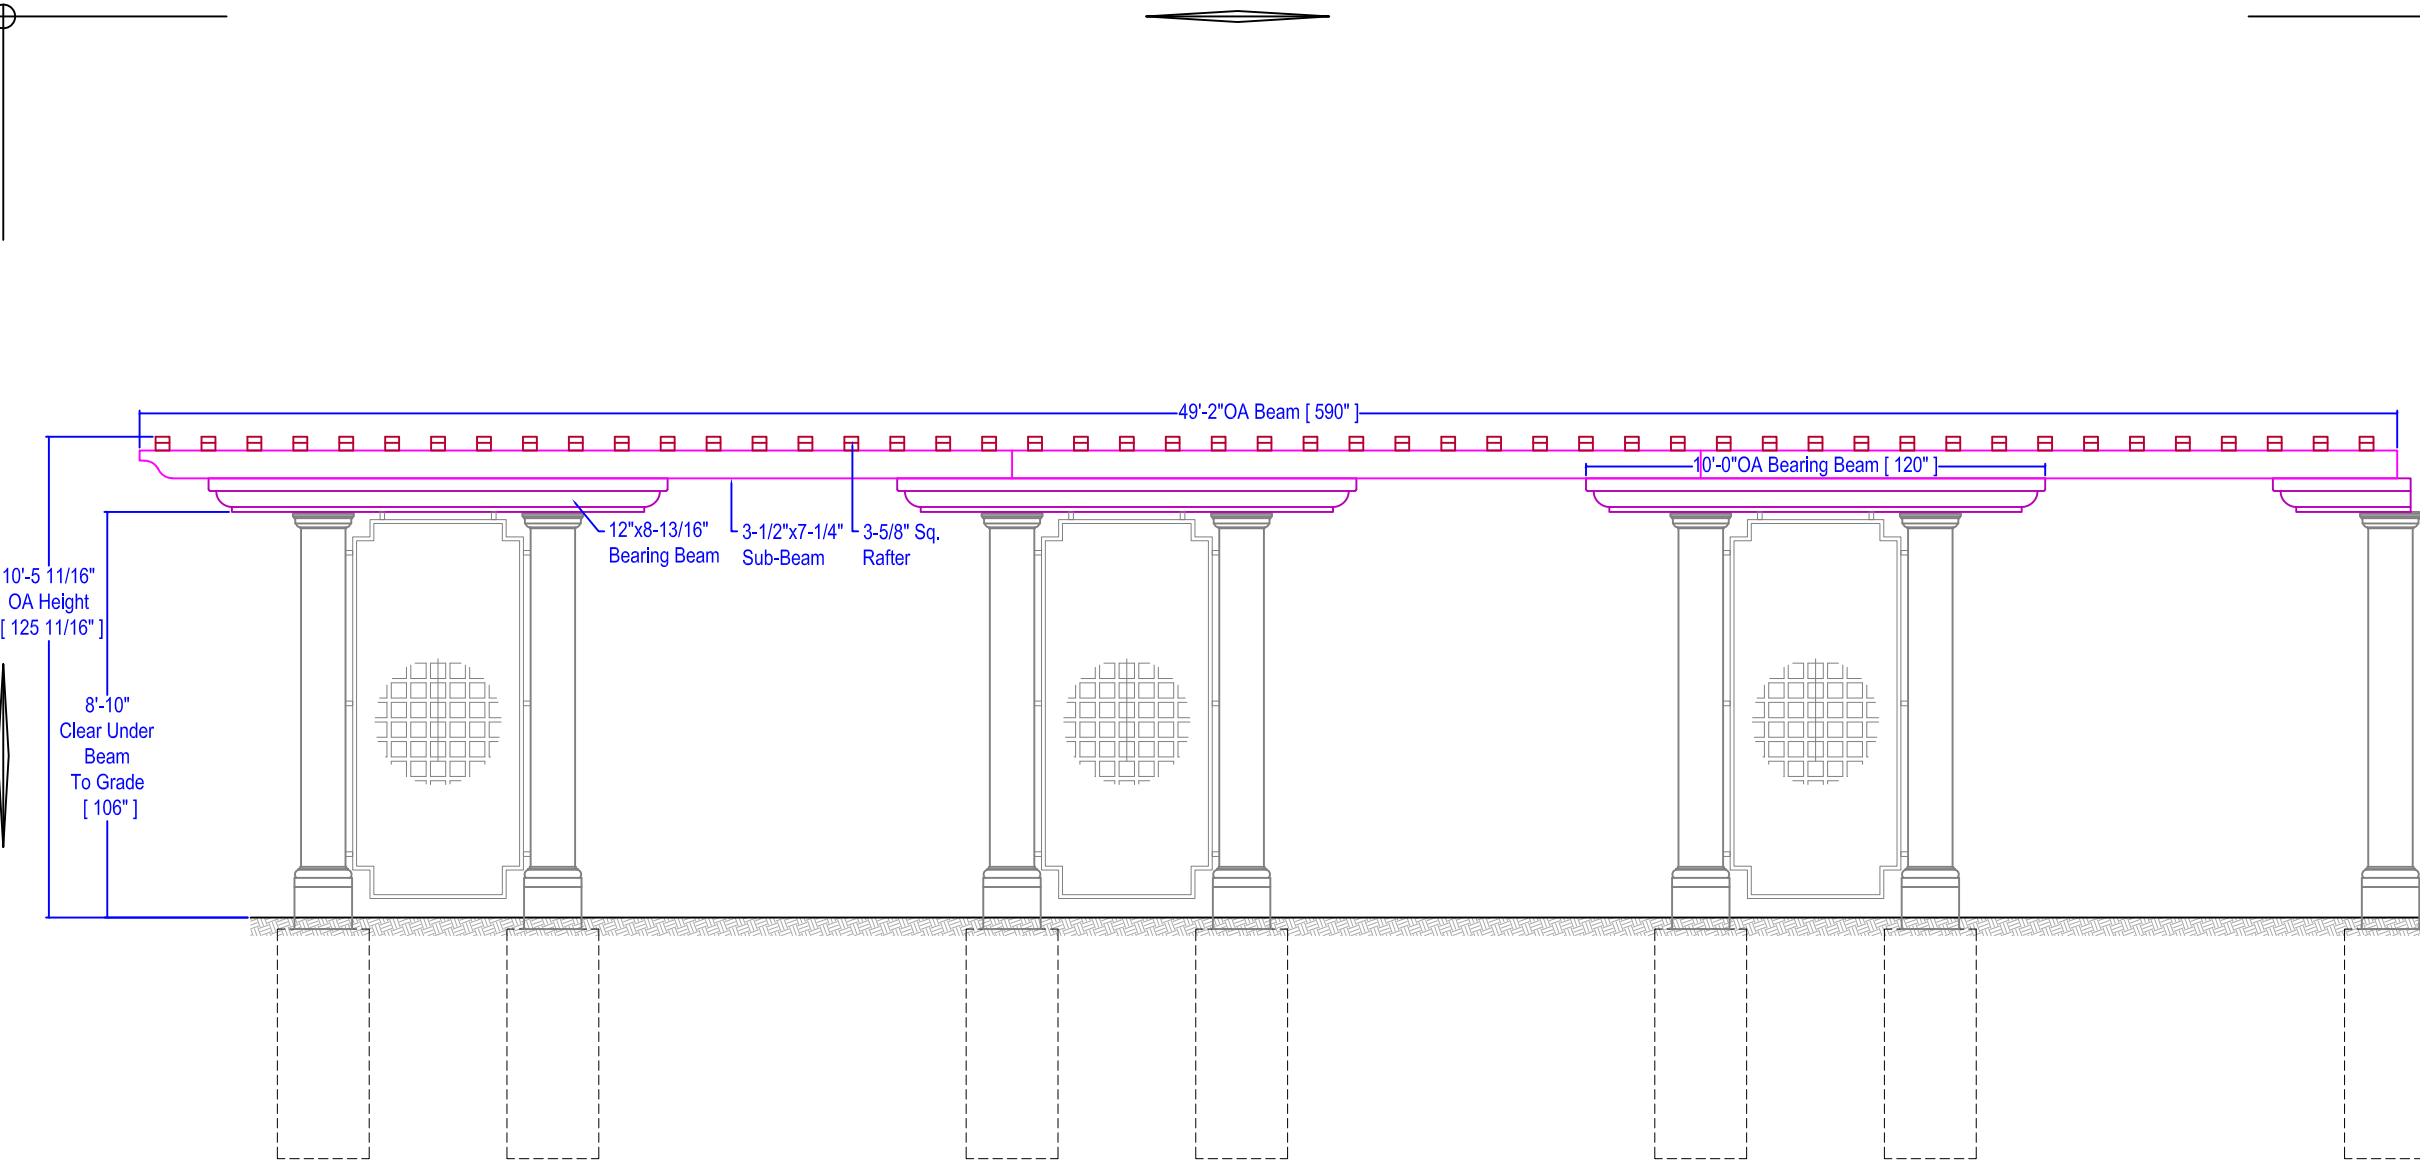 49'-2"OA Beam [ 590" ]
10'-0"OA Bearing Beam [ 120" ]
12"x8-13/16"
Bearing Beam
3-1/2"x7-1/4"
Sub-Beam
3-5/8" Sq.
Rafter
10'-5 11/16"
OA Height
[ 125 11/16" ]
8'-10"
Clear Under
Beam
To Grade
[ 106" ]